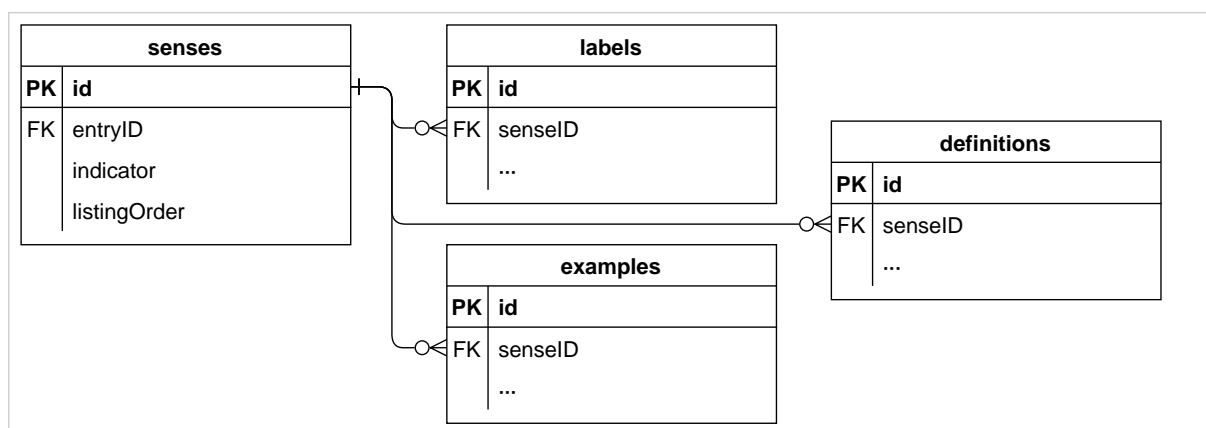 senses
PK id
FK entryID
indicator
listingOrder
labels
PK id
FK senseID
...
definitions
PK id
FK senseID
...
examples
PK id
FK senseID
...